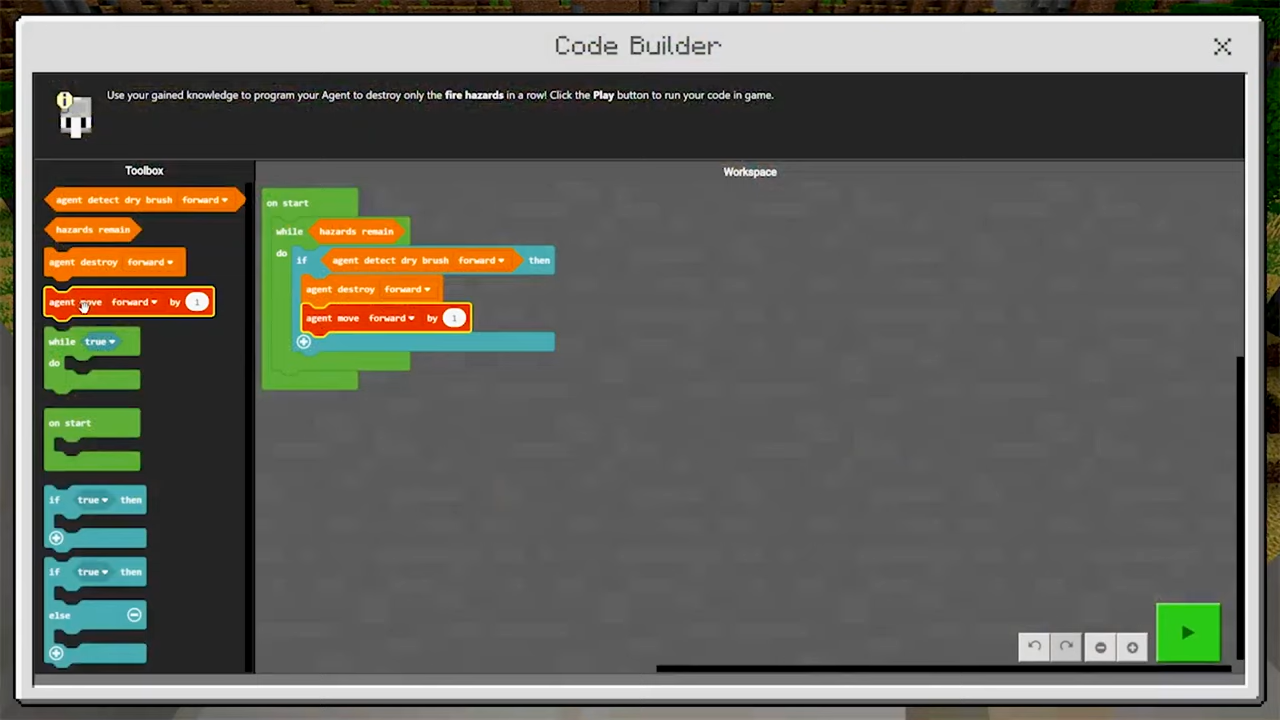 Code Builder
Use your gained knowledge to program your Agent to destroy only the fire hazards in a row! Click the Play button to run your code in game.
Toolbox
Workspace
agent detect dry brush forward
hazards remain
agent destroy forward
agent move forward by 1
while true
do
on start
if true then
if true then
else
on start
while hazards remain
do if agent detect dry brush forward then
agent destroy forward
agent move forward by 1